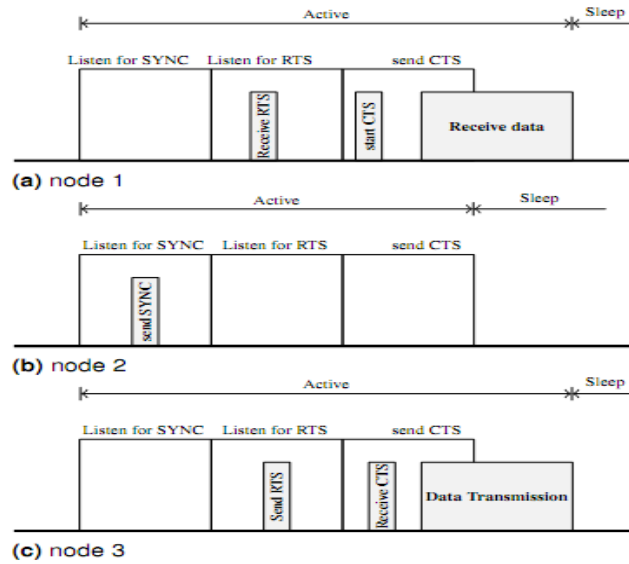 Active Sleep
Listen for SYNC Listen for RTS send CTS
Receive RTS
start CTS
Receive data
(a) node 1
Active Sleep
Listen for SYNC Listen for RTS send CTS
send SYNC
(b) node 2
Active Sleep
Listen for SYNC Listen for RTS send CTS
Send RTS
Receive CTS
Data Transmission
(c) node 3